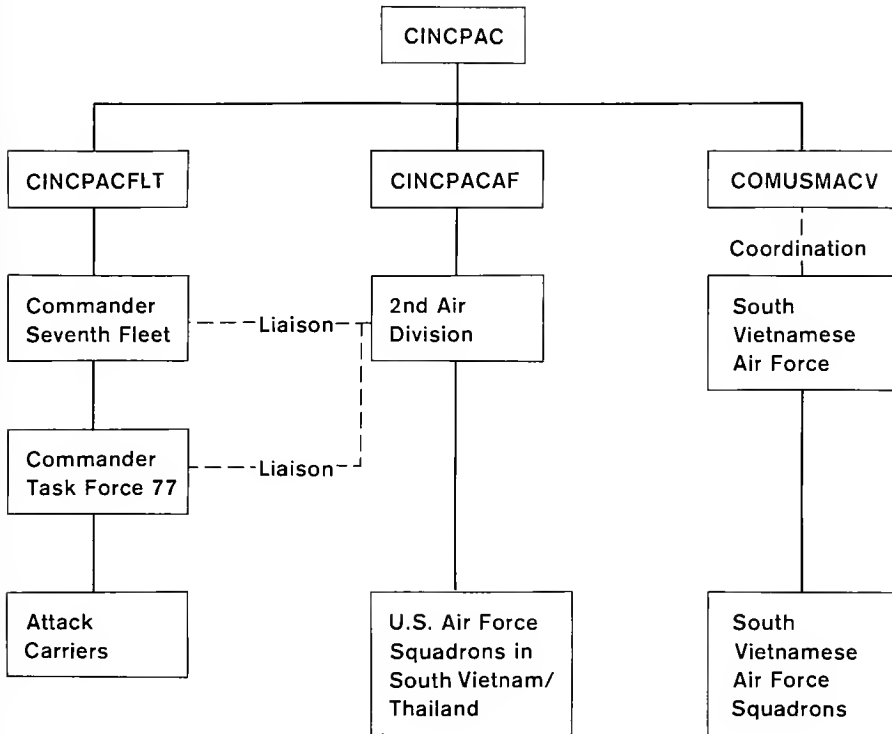 CINCPAC
CINCPACFLT
CINCPACAF
COMUSMACV
Coordination
Commander
Seventh Fleet
Liaison
2nd Air
Division
South
Vietnamese
Air Force
Commander
Task Force 77
Liaison
Attack
Carriers
U.S. Air Force
Squadrons in
South Vietnam/
Thailand
South
Vietnamese
Air Force
Squadrons